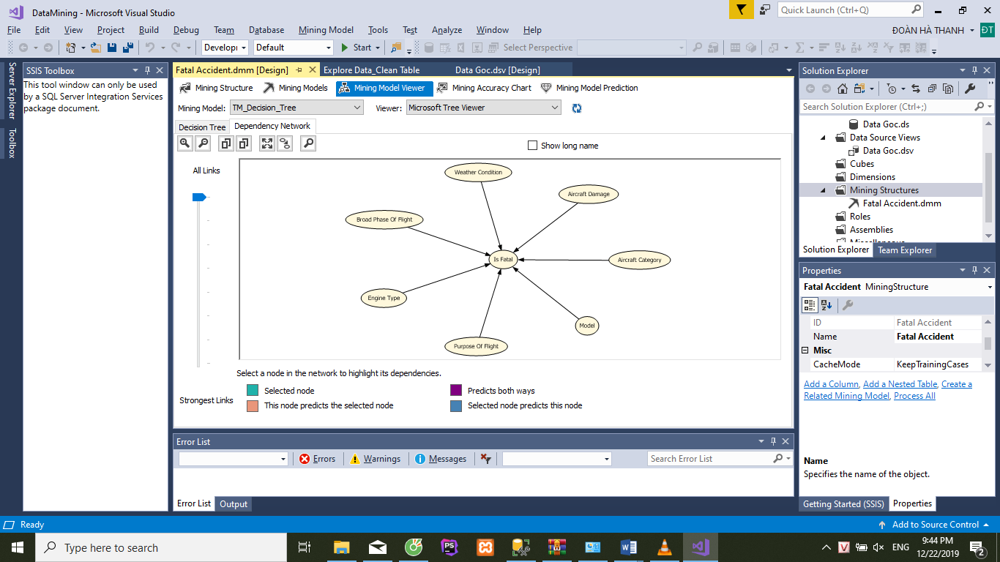 DataMining - Microsoft Visual Studio
Quick Launch (Ctrl+Q)
File Edit View Project Build Debug Team Database Mining Model Tools Test Analyze Window Help
ĐOÀN HÀ THANH ĐT
Developi Default Start Select Perspective
Server Explorer
Toolbox
SSIS Toolbox
This tool window can only be used
by a SQL Server Integration Services
package document.
Fatal Accident.dmm [Design] Explore Data_Clean Table Data Goc.dsv [Design]
Mining Structure Mining Models Mining Model Viewer Mining Accuracy Chart Mining Model Prediction
Mining Model: TM_Decision_Tree Viewer: Microsoft Tree Viewer
Decision Tree Dependency Network
Show long name
All Links
Weather Condition
Aircraft Damage
Broad Phase Of Flight
Is Fatal
Aircraft Category
Engine Type
Model
Purpose Of Flight
Select a node in the network to highlight its dependencies.
Selected node Predicts both ways
Strongest Links
This node predicts the selected node Selected node predicts this node
Error List
Errors Warnings Messages Search Error List
Error List Output
Solution Explorer
Search Solution Explorer (Ctrl+;)
Data Goc.ds
Data Source Views
Data Goc.dsv
Cubes
Dimensions
Mining Structures
Fatal Accident.dmm
Roles
Assemblies
Miscellaneous
Solution Explorer Team Explorer
Properties
Fatal Accident MiningStructure
ID Fatal Accident
Name Fatal Accident
Misc
CacheMode KeepTrainingCases
Add a Column, Add a Nested Table, Create a
Related Mining Model, Process All
Name
Specifies the name of the object.
Getting Started (SSIS) Properties
Ready Add to Source Control
Type here to search
PS
V
ENG
9:44 PM
12/22/2019
2